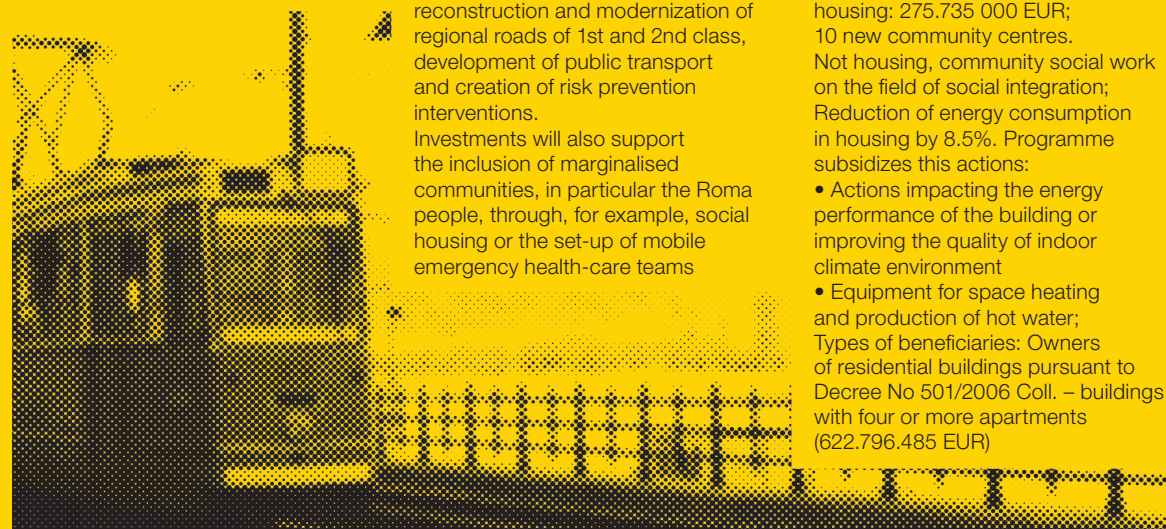 reconstruction and modernization of
regional roads of 1st and 2nd class,
development of public transport
and creation of risk prevention
interventions.
Investments will also support
the inclusion of marginalised
communities, in particular the Roma
people, through, for example, social
housing or the set-up of mobile
emergency health-care teams
housing: 275.735 000 EUR;
10 new community centres.
Not housing, community social work
on the field of social integration;
Reduction of energy consumption
in housing by 8.5%. Programme
subsidizes this actions:
• Actions impacting the energy
performance of the building or
improving the quality of indoor
climate environment
• Equipment for space heating
and production of hot water;
Types of beneficiaries: Owners
of residential buildings pursuant to
Decree No 501/2006 Coll. – buildings
with four or more apartments
(622.796.485 EUR)